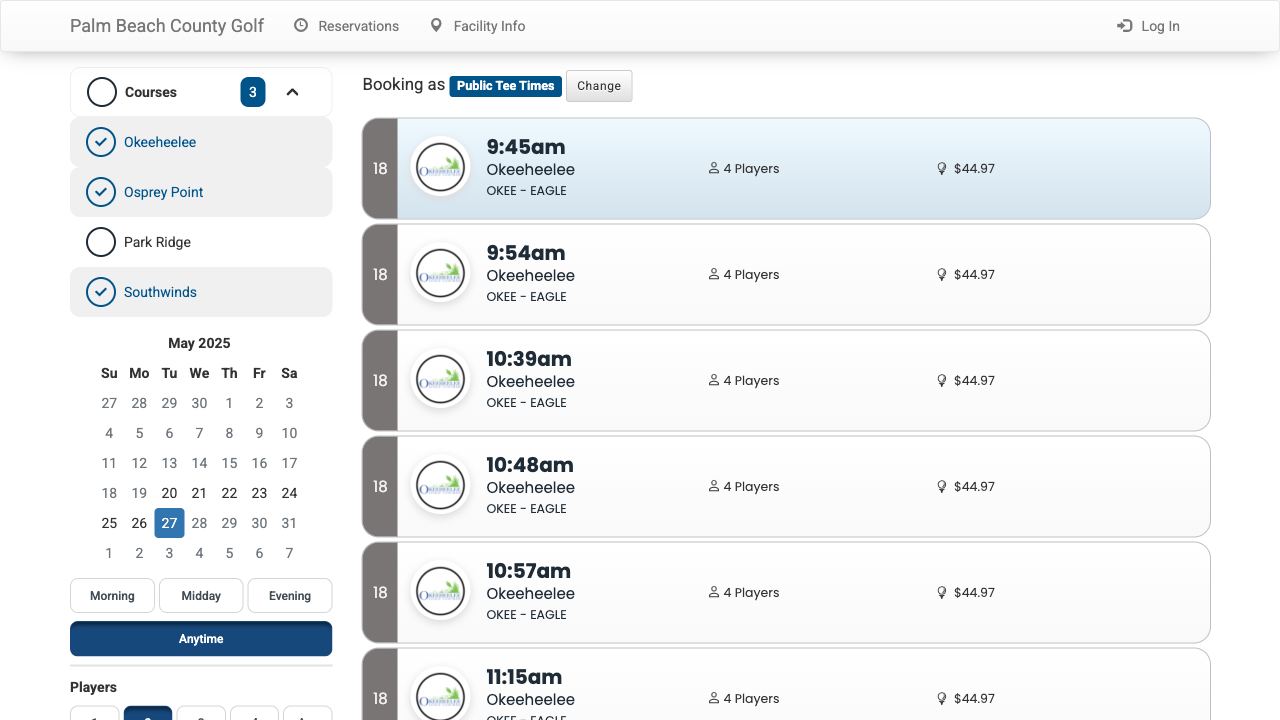 Palm Beach County Golf
Reservations
Facility Info
Log In
Courses
3
Okeeheelee
Osprey Point
Park Ridge
Southwinds
May 2025
Su Mo Tu We Th Fr Sa
27 28 29 30 1 2 3
4 5 6 7 8 9 10
11 12 13 14 15 16 17
18 19 20 21 22 23 24
25 26 27 28 29 30 31
1 2 3 4 5 6 7
Morning
Midday
Evening
Anytime
Players
Booking as Public Tee Times Change
18
9:45am
Okeeheelee
OKEE - EAGLE
4 Players
$44.97
18
9:54am
Okeeheelee
OKEE - EAGLE
4 Players
$44.97
18
10:39am
Okeeheelee
OKEE - EAGLE
4 Players
$44.97
18
10:48am
Okeeheelee
OKEE - EAGLE
4 Players
$44.97
18
10:57am
Okeeheelee
OKEE - EAGLE
4 Players
$44.97
18
11:15am
Okeeheelee
OKEE - EAGLE
4 Players
$44.97